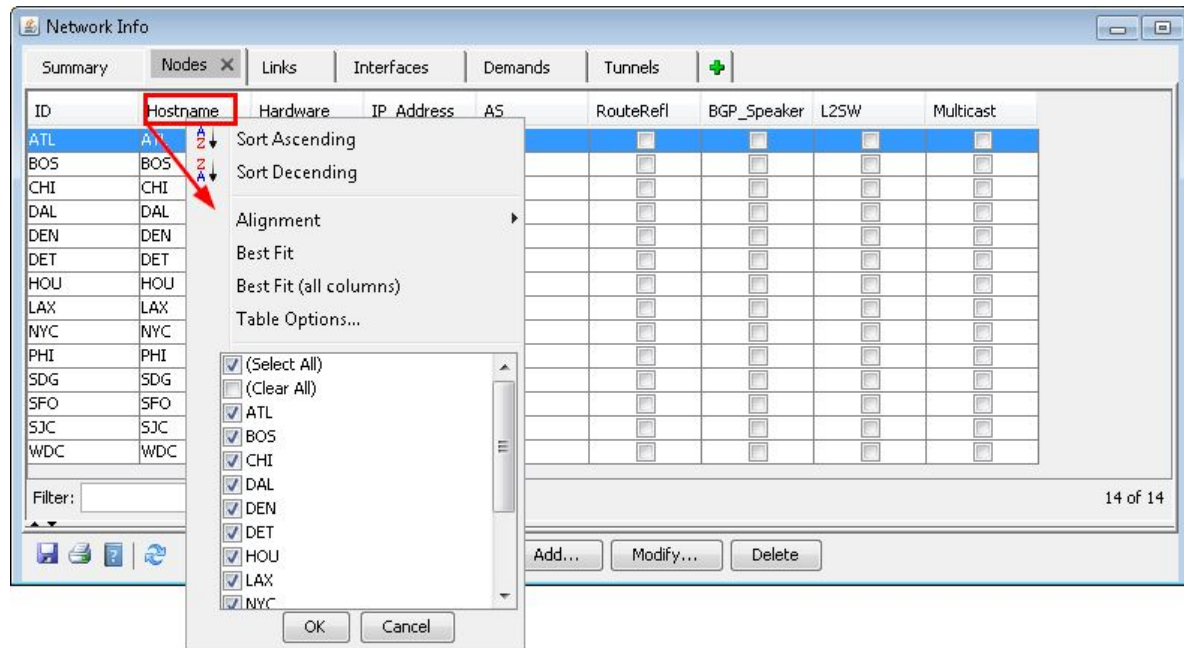 Network Info
Summary Nodes Links Interfaces Demands Tunnels
ID Hostname Hardware IP_Address AS RouteRefl BGP_Speaker L2SW Multicast
ATL ATL
BOS BOS
CHI CHI
DAL DAL
DEN DEN
DET DET
HOU HOU
LAX LAX
NYC NYC
PHI PHI
SDG SDG
SFO SFO
SJC SJC
WDC WDC
Sort Ascending
Sort Decending
Alignment
Best Fit
Best Fit (all columns)
Table Options...
(Select All)
(Clear All)
ATL
BOS
CHI
DAL
DEN
DET
HOU
LAX
NYC
OK Cancel
Filter: 14 of 14
Add... Modify... Delete